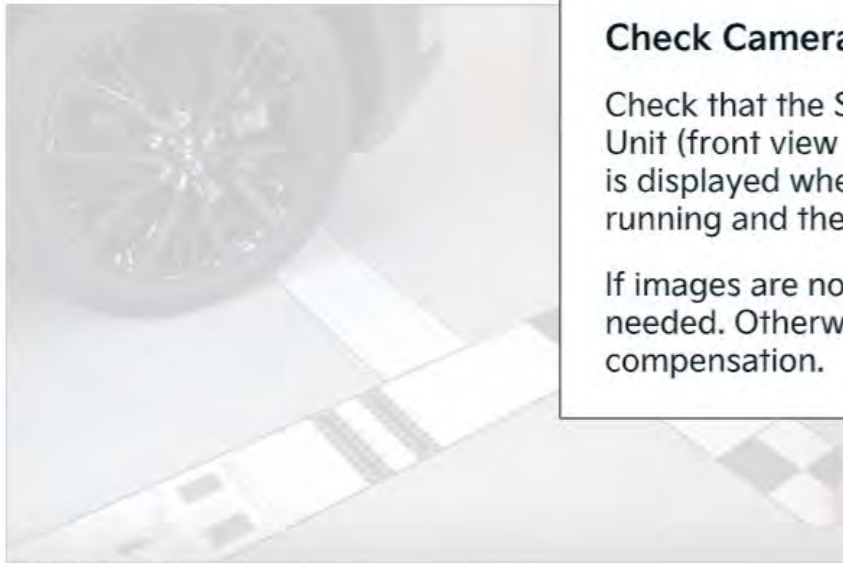 Check Camera
Check that the S
Unit (front view
is displayed whe
running and the
If images are no
needed. Otherw
compensation.